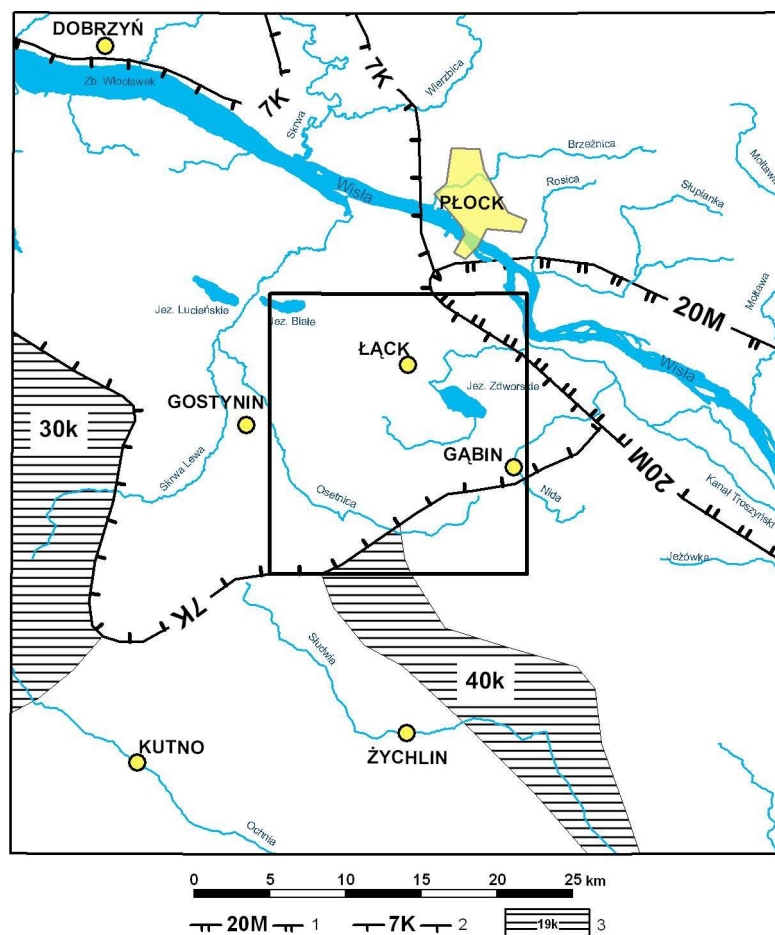 DOBRZYŃ
Zb. Włocławek
7K
7K
Wierzbica
Skrwa
Brzeźnica
Mołtawa
Rosica
Słupianka
Wisła
PŁOCK
Mołtawa
20M
Jez. Lucieńskie
Jez. Białe
Wisła
ŁĄCK
Jez. Zdworskie
GOSTYNIN
30k
GĄBIN
20M
Skrwa Lewa
Osetnica
Nida
Kanał Troszyński
Jeżówka
7K
Słudwia
40k
KUTNO
ŻYCHLIN
Ochnia
0 5 10 15 20 25 km
20M 1 7K 2 19k 3